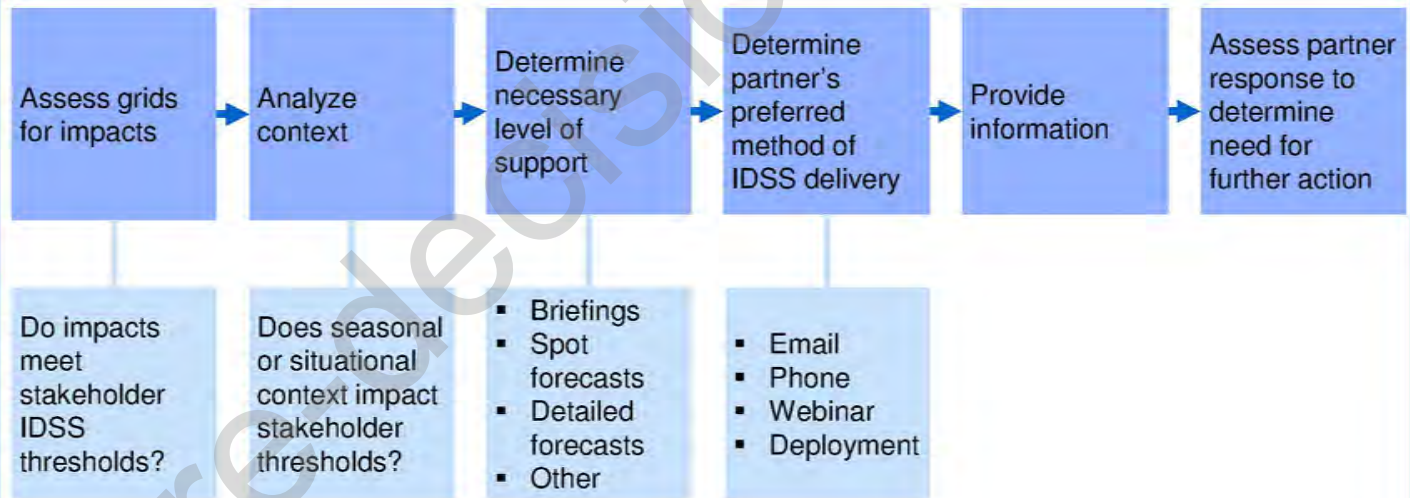 Assess grids
for impacts
Analyze
context
Determine
necessary
level of
support
Determine
partner's
preferred
method of
IDSS delivery
Provide
information
Assess partner
response to
determine
need for
further action
Do impacts
meet
stakeholder
IDSS
thresholds?
Does seasonal
or situational
context impact
stakeholder
thresholds?
▪ Briefings
▪ Spot
forecasts
▪ Detailed
forecasts
▪ Other
▪ Email
▪ Phone
▪ Webinar
▪ Deployment
re-decisio